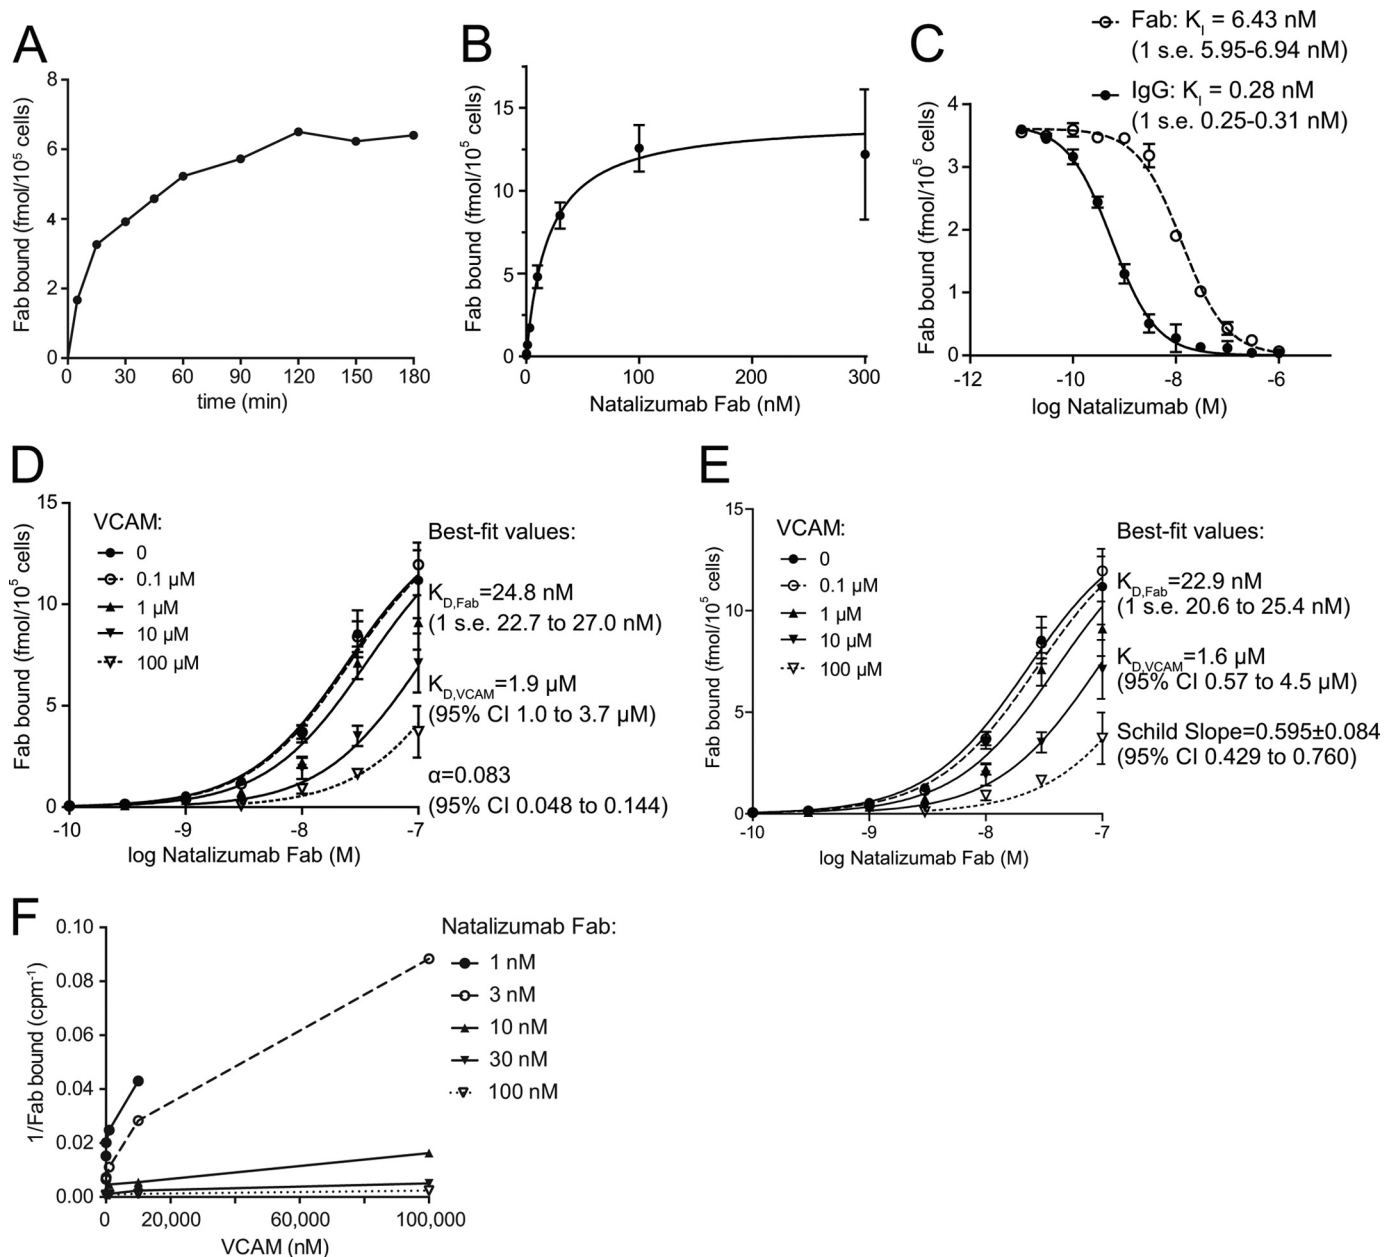 A
Fab bound (fmol/10⁵ cells)
8
6
4
2
0
0 30 60 90 120 150 180
time (min)
B
Fab bound (fmol/10⁵ cells)
15
10
5
0
0 100 200 300
Natalizumab Fab (nM)
C
Fab: K_I = 6.43 nM
(1 s.e. 5.95-6.94 nM)
IgG: K_I = 0.28 nM
(1 s.e. 0.25-0.31 nM)
Fab bound (fmol/10⁵ cells)
4
3
2
1
0
-12 -10 -8 -6
log Natalizumab (M)
D
Fab bound (fmol/10⁵ cells)
15
10
5
0
-10 -9 -8 -7
log Natalizumab Fab (M)
VCAM:
0
0.1 µM
1 µM
10 µM
100 µM
Best-fit values:
K_D,Fab=24.8 nM
(1 s.e. 22.7 to 27.0 nM)
K_D,VCAM=1.9 µM
(95% CI 1.0 to 3.7 µM)
α=0.083
(95% CI 0.048 to 0.144)
E
Fab bound (fmol/10⁵ cells)
15
10
5
0
-10 -9 -8 -7
log Natalizumab Fab (M)
VCAM:
0
0.1 µM
1 µM
10 µM
100 µM
Best-fit values:
K_D,Fab=22.9 nM
(1 s.e. 20.6 to 25.4 nM)
K_D,VCAM=1.6 µM
(95% CI 0.57 to 4.5 µM)
Schild Slope=0.595±0.084
(95% CI 0.429 to 0.760)
F
1/Fab bound (cpm⁻¹)
0.10
0.08
0.06
0.04
0.02
0.00
0 20,000 60,000 100,000
VCAM (nM)
Natalizumab Fab:
1 nM
3 nM
10 nM
30 nM
100 nM